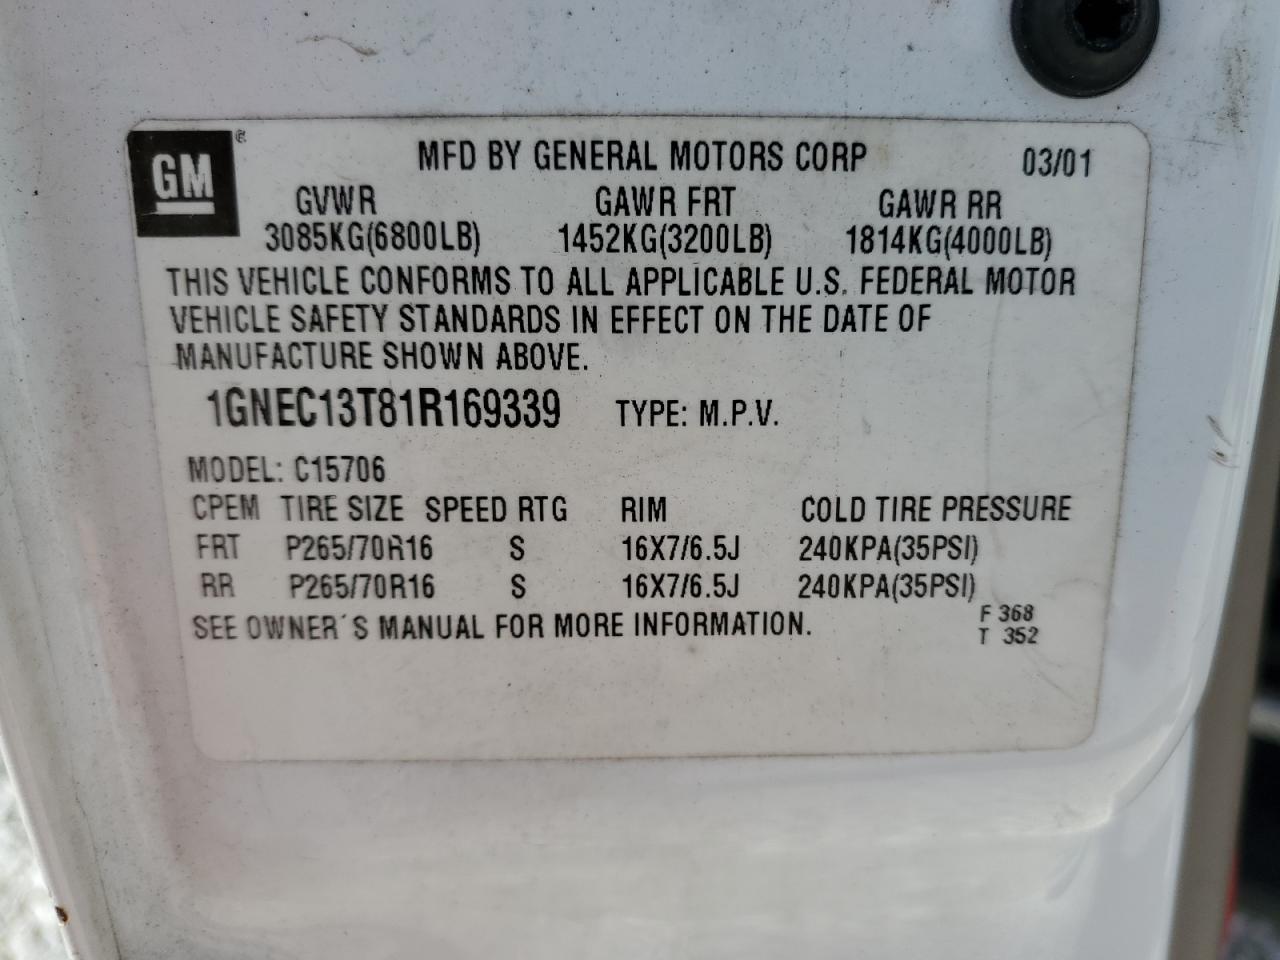 GM®
MFD BY GENERAL MOTORS CORP 03/01
GVWR GAWR FRT GAWR RR
3085KG(6800LB) 1452KG(3200LB) 1814KG(4000LB)
THIS VEHICLE CONFORMS TO ALL APPLICABLE U.S. FEDERAL MOTOR
VEHICLE SAFETY STANDARDS IN EFFECT ON THE DATE OF
MANUFACTURE SHOWN ABOVE.
1GNEC13T81R169339 TYPE: M.P.V.
MODEL: C15706
CPEM TIRE SIZE SPEED RTG RIM COLD TIRE PRESSURE
FRT P265/70R16 S 16X7/6.5J 240KPA(35PSI)
RR P265/70R16 S 16X7/6.5J 240KPA(35PSI)
SEE OWNER´S MANUAL FOR MORE INFORMATION.
F 368
T 352